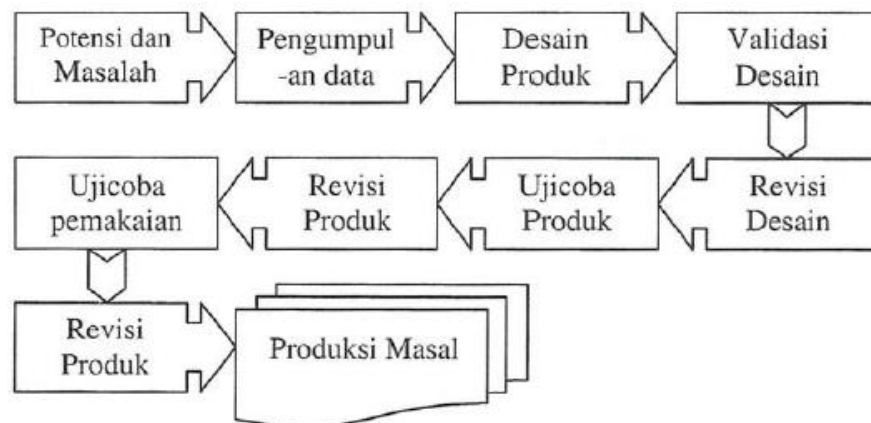 Potensi dan
Masalah
Pengumpul
-an data
Desain
Produk
Validasi
Desain
Revisi
Desain
Ujicoba
Produk
Revisi
Produk
Ujicoba
pemakaian
Revisi
Produk
Produksi Masal